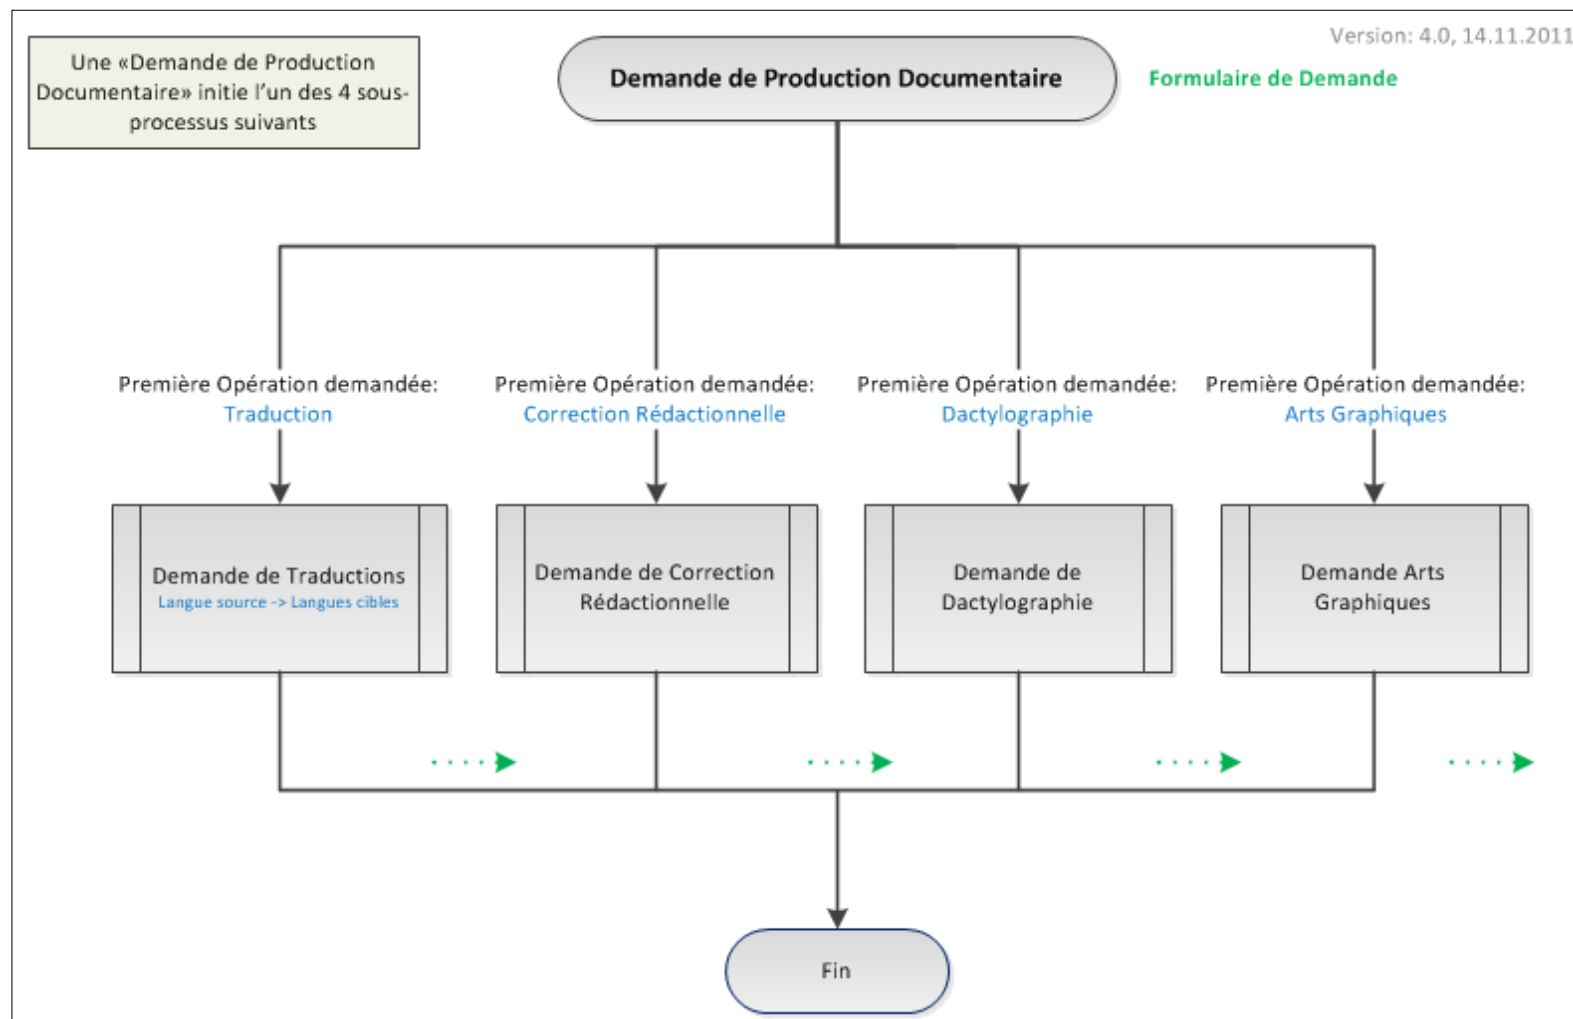 Version: 4.0, 14.11.2011
Une «Demande de Production
Documentaire» initie l'un des 4 sous-
processus suivants
Demande de Production Documentaire
Formulaire de Demande
Première Opération demandée:
Traduction
Première Opération demandée:
Correction Rédactionnelle
Première Opération demandée:
Dactylographie
Première Opération demandée:
Arts Graphiques
Demande de Traductions
Langue source -> Langues cibles
Demande de Correction
Rédactionnelle
Demande de
Dactylographie
Demande Arts
Graphiques
Fin